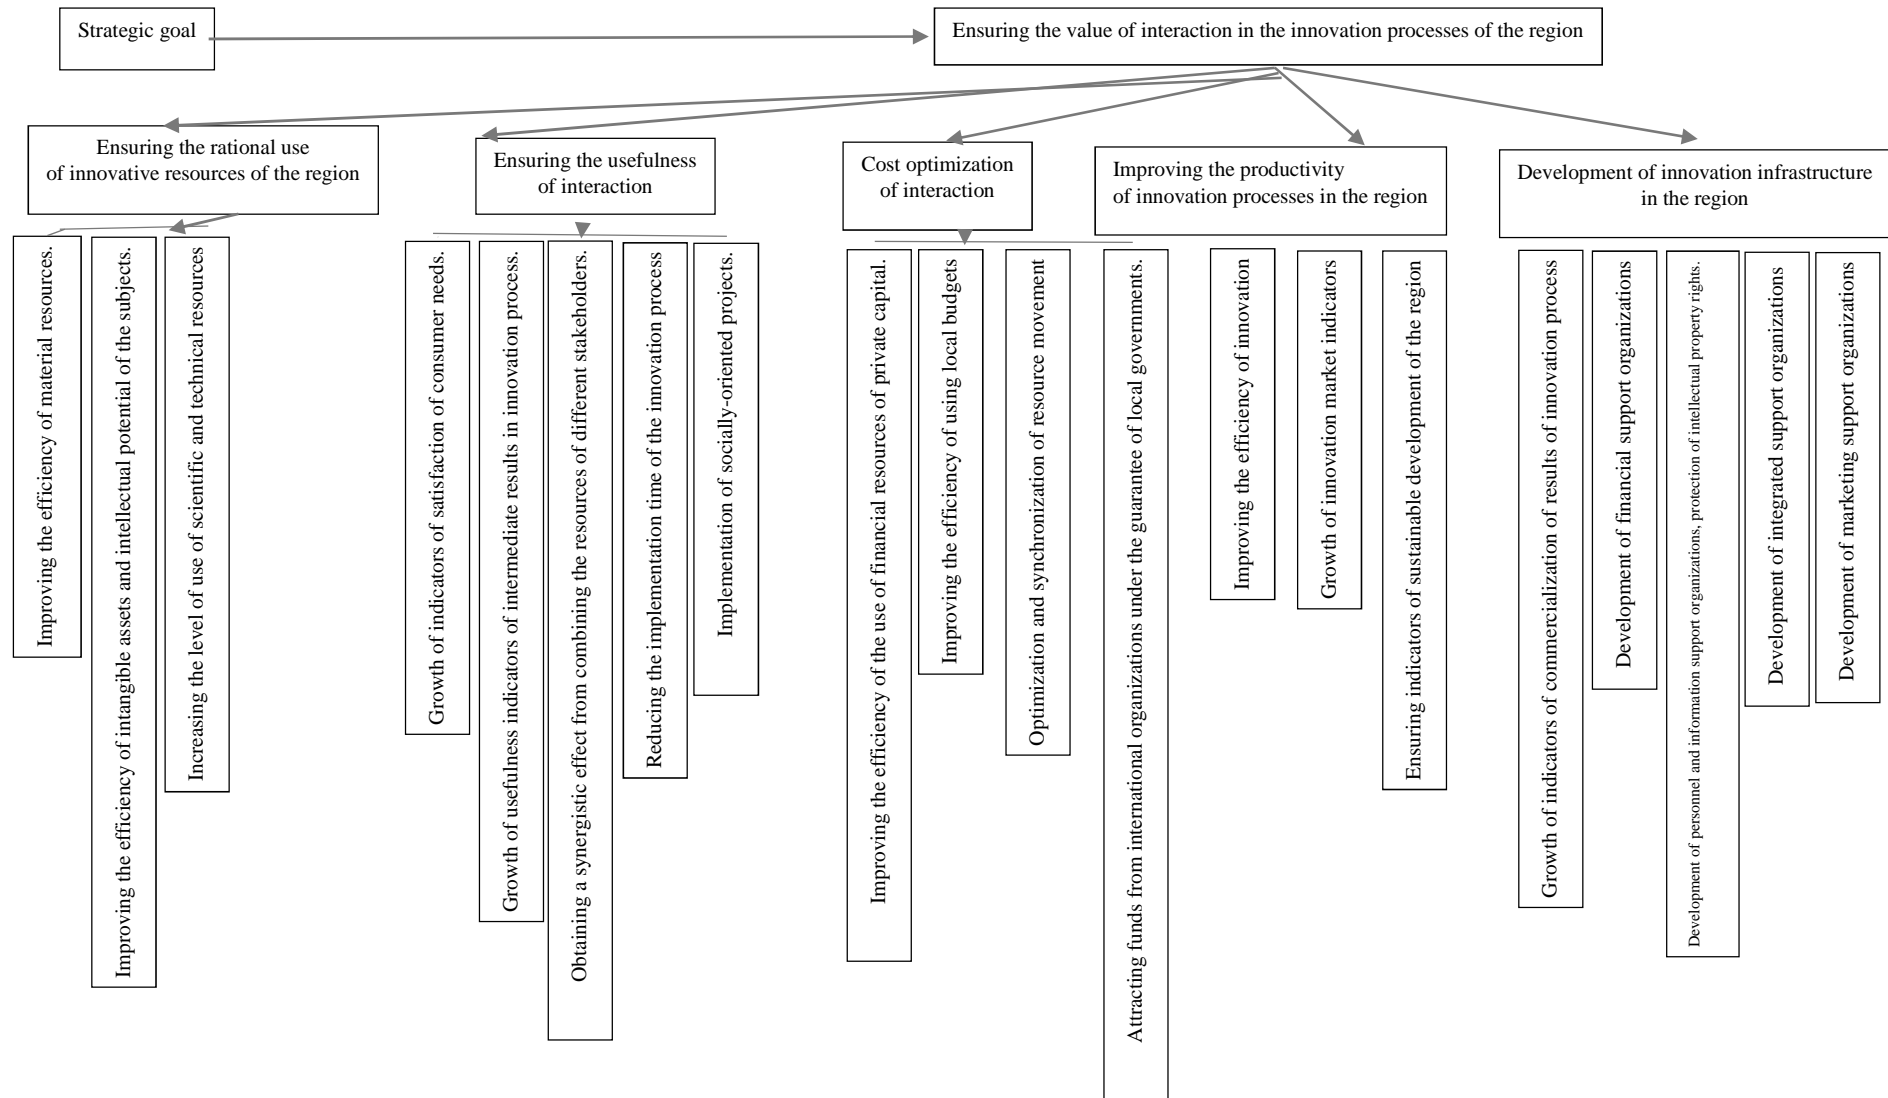 Strategic goal
Ensuring the value of interaction in the innovation processes of the region
Ensuring the rational use
of innovative resources of the region
Ensuring the usefulness
of interaction
Cost optimization
of interaction
Improving the productivity
of innovation processes in the region
Development of innovation infrastructure
in the region
Improving the efficiency of material resources.
Improving the efficiency of intangible assets and intellectual potential of the subjects.
Increasing the level of use of scientific and technical resources
Growth of indicators of satisfaction of consumer needs.
Growth of usefulness indicators of intermediate results in innovation process.
Obtaining a synergistic effect from combining the resources of different stakeholders.
Reducing the implementation time of the innovation process
Implementation of socially-oriented projects.
Improving the efficiency of the use of financial resources of private capital.
Improving the efficiency of using local budgets
Optimization and synchronization of resource movement
Attracting funds from international organizations under the guarantee of local governments.
Improving the efficiency of innovation
Growth of innovation market indicators
Ensuring indicators of sustainable development of the region
Growth of indicators of commercialization of results of innovation process
Development of financial support organizations
Development of personnel and information support organizations, protection of intellectual property rights.
Development of integrated support organizations
Development of marketing support organizations